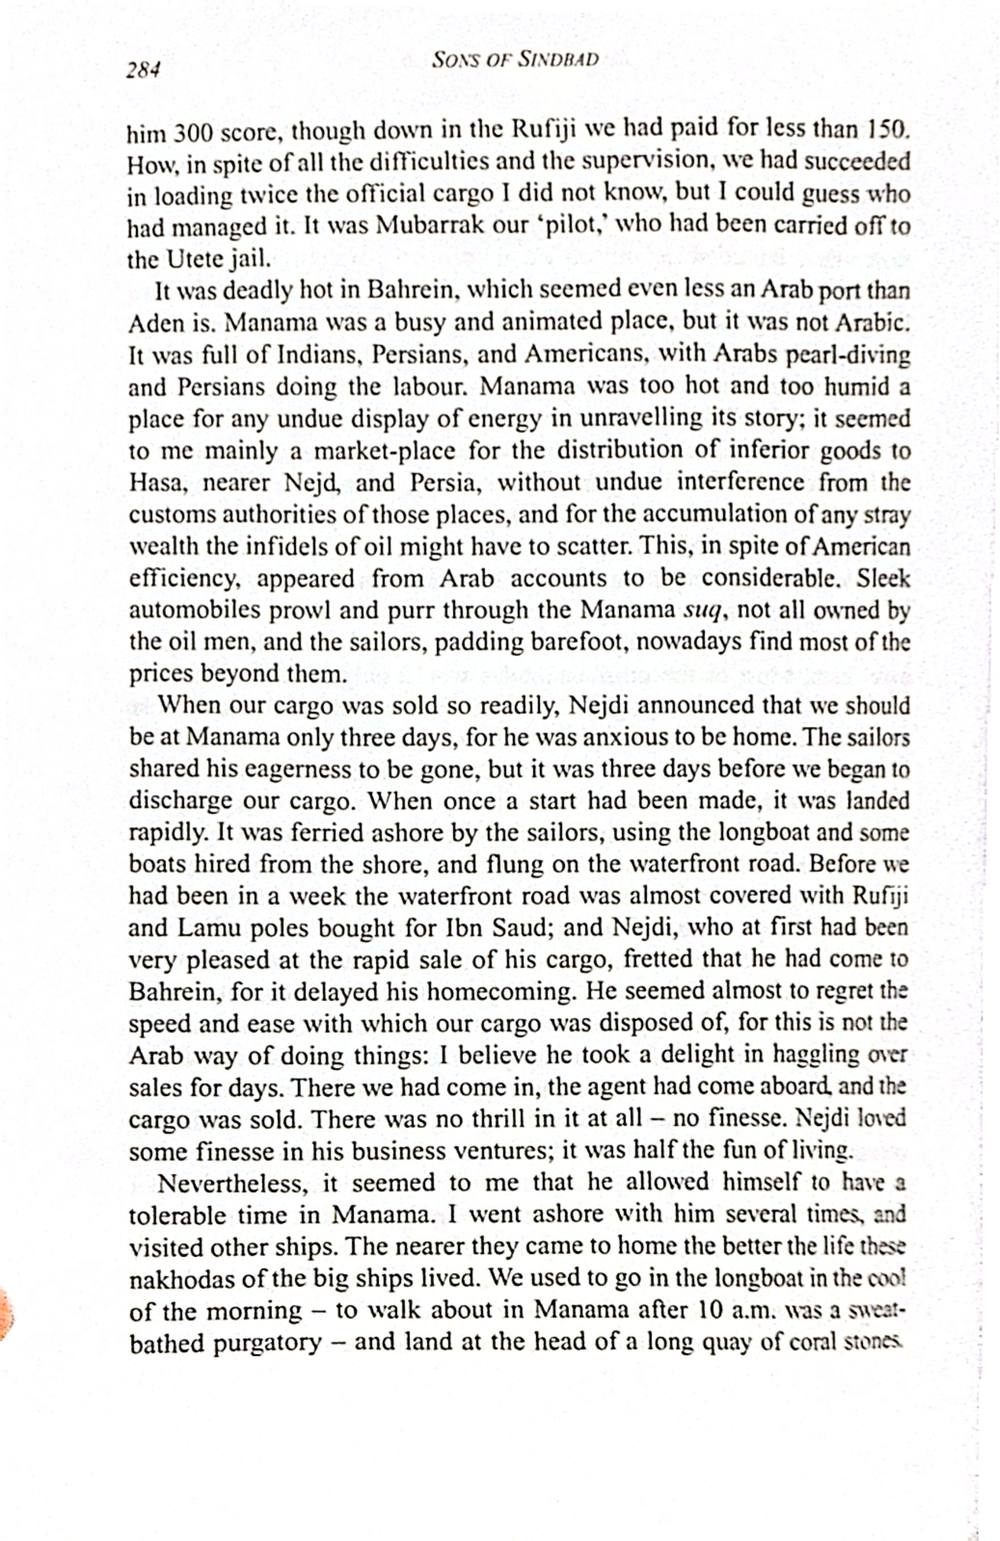 284
SONS OF SINDBAD
him 300 score, though down in the Rufiji we had paid for less than 150.
How, in spite of all the difficulties and the supervision, we had succeeded
in loading twice the official cargo I did not know, but I could guess who
had managed it. It was Mubarrak our ‘pilot,’ who had been carried off to
the Utete jail.
It was deadly hot in Bahrein, which seemed even less an Arab port than
Aden is. Manama was a busy and animated place, but it was not Arabic.
It was full of Indians, Persians, and Americans, with Arabs pearl-diving
and Persians doing the labour. Manama was too hot and too humid a
place for any undue display of energy in unravelling its story; it seemed
to me mainly a market-place for the distribution of inferior goods to
Hasa, nearer Nejd, and Persia, without undue interference from the
customs authorities of those places, and for the accumulation of any stray
wealth the infidels of oil might have to scatter. This, in spite of American
efficiency, appeared from Arab accounts to be considerable. Sleek
automobiles prowl and purr through the Manama suq, not all owned by
the oil men, and the sailors, padding barefoot, nowadays find most of the
prices beyond them.
When our cargo was sold so readily, Nejdi announced that we should
be at Manama only three days, for he was anxious to be home. The sailors
shared his eagerness to be gone, but it was three days before we began to
discharge our cargo. When once a start had been made, it was landed
rapidly. It was ferried ashore by the sailors, using the longboat and some
boats hired from the shore, and flung on the waterfront road. Before we
had been in a week the waterfront road was almost covered with Rufiji
and Lamu poles bought for Ibn Saud; and Nejdi, who at first had been
very pleased at the rapid sale of his cargo, fretted that he had come to
Bahrein, for it delayed his homecoming. He seemed almost to regret the
speed and ease with which our cargo was disposed of, for this is not the
Arab way of doing things: I believe he took a delight in haggling over
sales for days. There we had come in, the agent had come aboard, and the
cargo was sold. There was no thrill in it at all – no finesse. Nejdi loved
some finesse in his business ventures; it was half the fun of living.
Nevertheless, it seemed to me that he allowed himself to have a
tolerable time in Manama. I went ashore with him several times, and
visited other ships. The nearer they came to home the better the life these
nakhodas of the big ships lived. We used to go in the longboat in the cool
of the morning – to walk about in Manama after 10 a.m. was a sweat-
bathed purgatory – and land at the head of a long quay of coral stones.